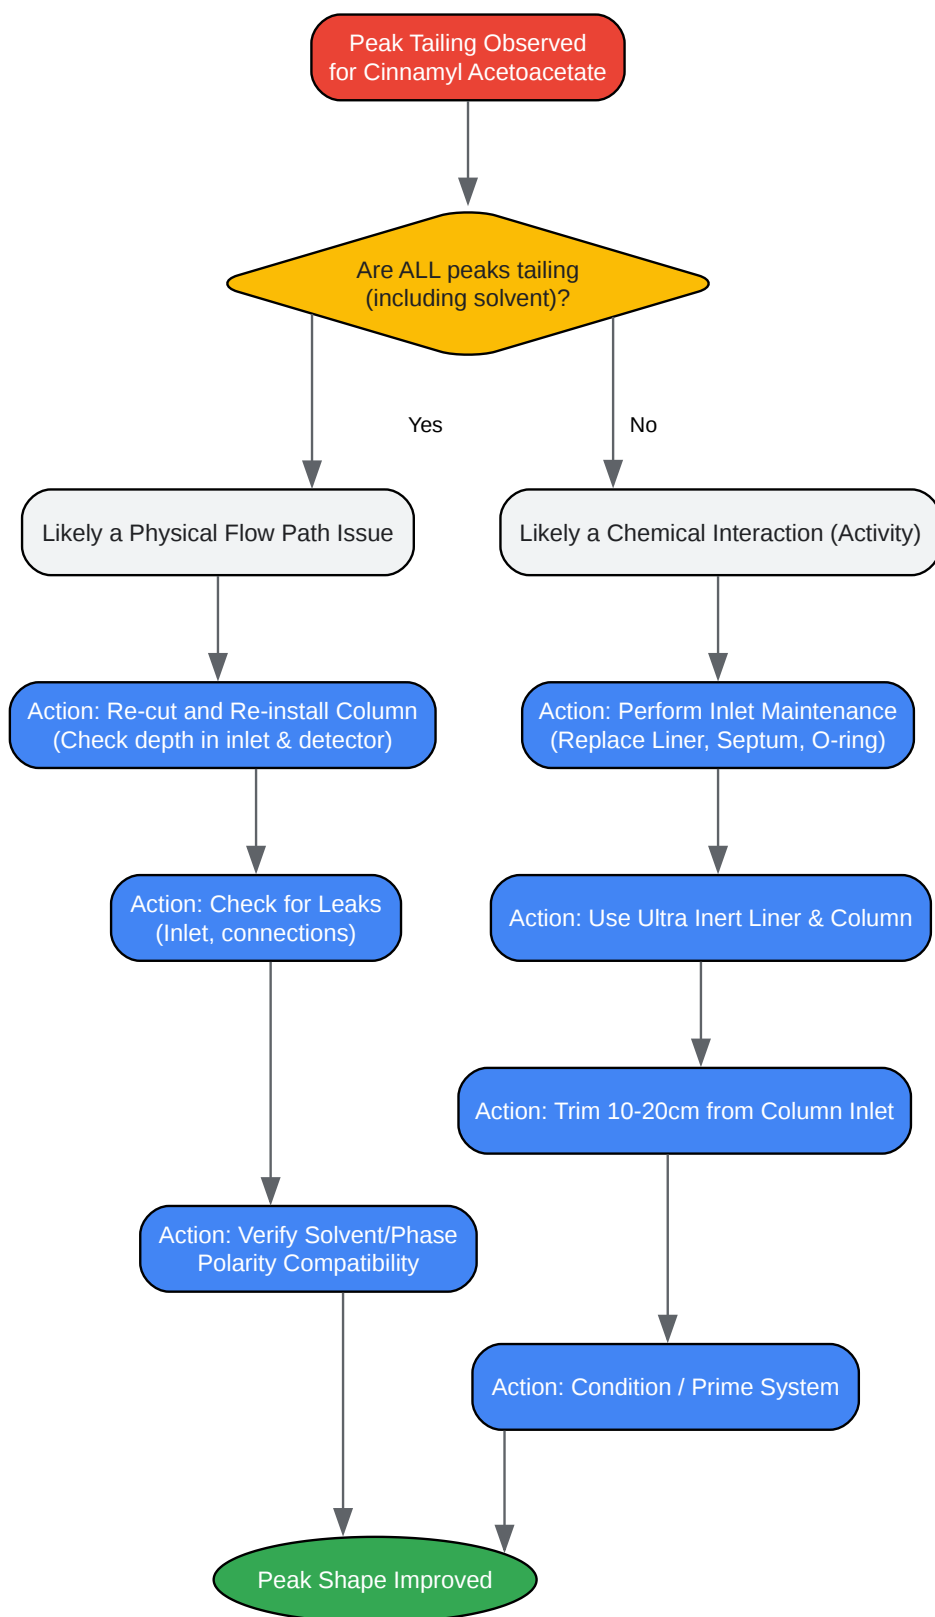 Peak Tailing Observed
for Cinnamyl Acetoacetate
Are ALL peaks tailing
(including solvent)?
Yes
No
Likely a Physical Flow Path Issue
Likely a Chemical Interaction (Activity)
Action: Re-cut and Re-install Column
(Check depth in inlet & detector)
Action: Perform Inlet Maintenance
(Replace Liner, Septum, O-ring)
Action: Check for Leaks
(Inlet, connections)
Action: Use Ultra Inert Liner & Column
Action: Trim 10-20cm from Column Inlet
Action: Verify Solvent/Phase
Polarity Compatibility
Action: Condition / Prime System
Peak Shape Improved